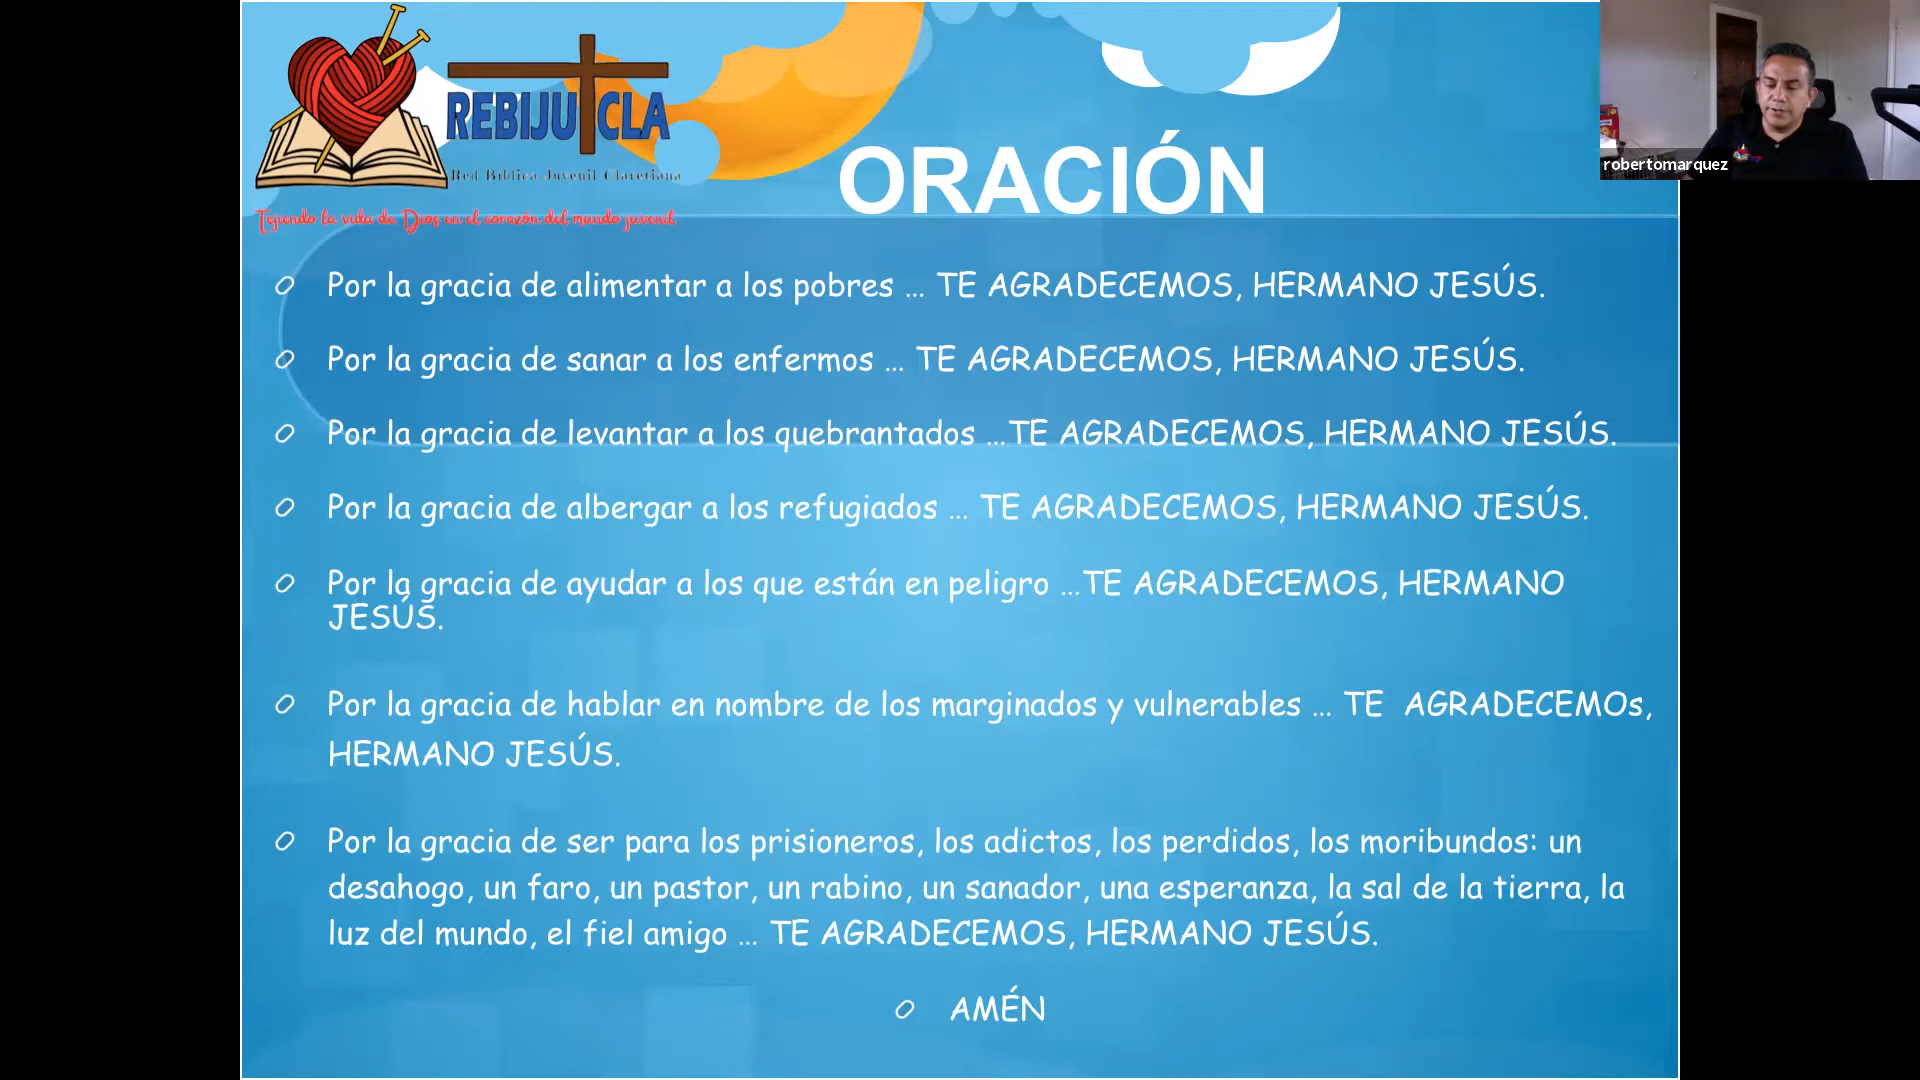 REBIJU CLA
Red Bíblica Juvenil Claretiana
Tejiendo la vida de Dios en el corazón del mundo juvenil.
ORACIÓN
robertomarquez
Por la gracia de alimentar a los pobres ... TE AGRADECEMOS, HERMANO JESÚS.
Por la gracia de sanar a los enfermos ... TE AGRADECEMOS, HERMANO JESÚS.
Por la gracia de levantar a los quebrantados ...TE AGRADECEMOS, HERMANO JESÚS.
Por la gracia de albergar a los refugiados ... TE AGRADECEMOS, HERMANO JESÚS.
Por la gracia de ayudar a los que están en peligro ...TE AGRADECEMOS, HERMANO
JESÚS.
Por la gracia de hablar en nombre de los marginados y vulnerables ... TE AGRADECEMOs,
HERMANO JESÚS.
Por la gracia de ser para los prisioneros, los adictos, los perdidos, los moribundos: un
desahogo, un faro, un pastor, un rabino, un sanador, una esperanza, la sal de la tierra, la
luz del mundo, el fiel amigo ... TE AGRADECEMOS, HERMANO JESÚS.
AMÉN